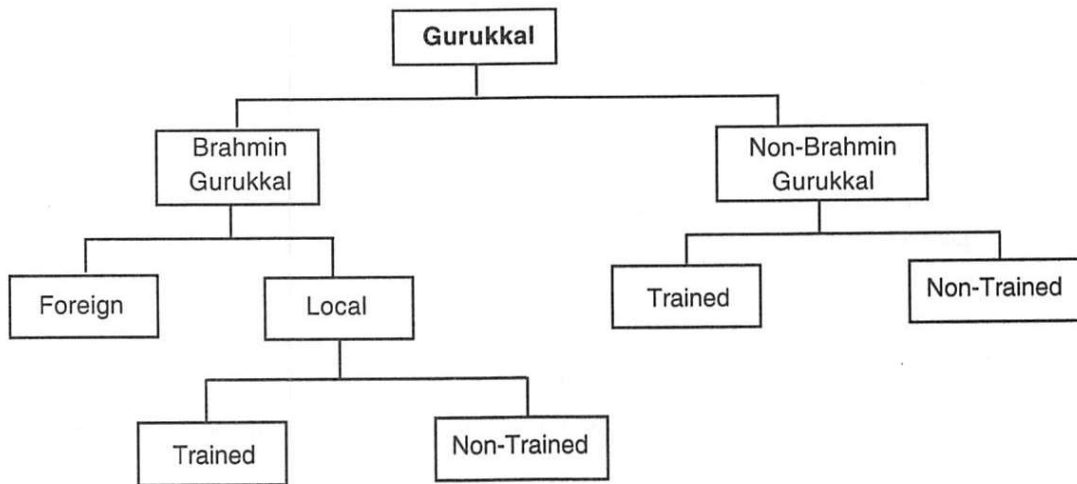 Gurukkal
Brahmin
Gurukkal
Non-Brahmin
Gurukkal
Foreign
Local
Trained
Non-Trained
Trained
Non-Trained